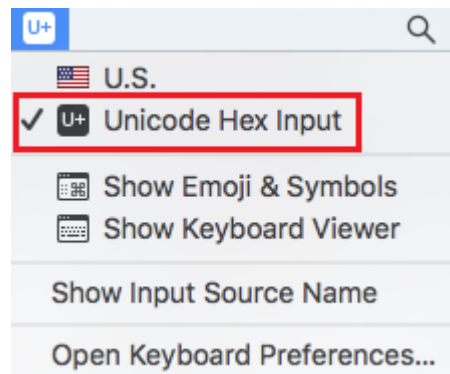 U+
U.S.
U+ Unicode Hex Input
Show Emoji & Symbols
Show Keyboard Viewer
Show Input Source Name
Open Keyboard Preferences...